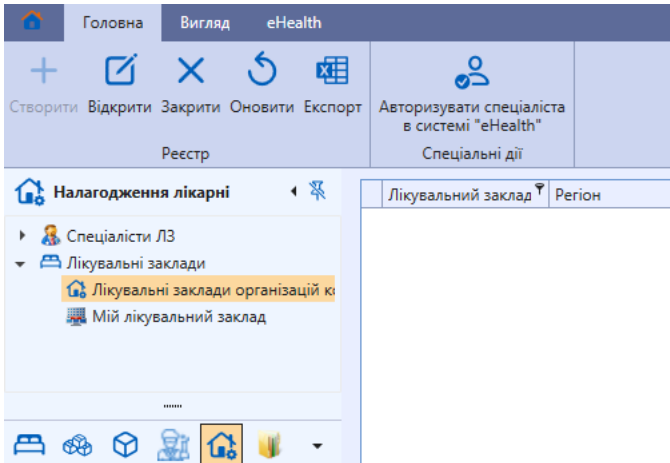 Головна Вигляд eHealth
Створити Відкрити Закрити Оновити Експорт
Авторизувати спеціаліста
в системі "eHealth"
Реєстр
Спеціальні дії
Налагодження лікарні
Спеціалісти ЛЗ
Лікувальні заклади
Лікувальні заклади організацій
Мій лікувальний заклад
Лікувальний заклад Регіон